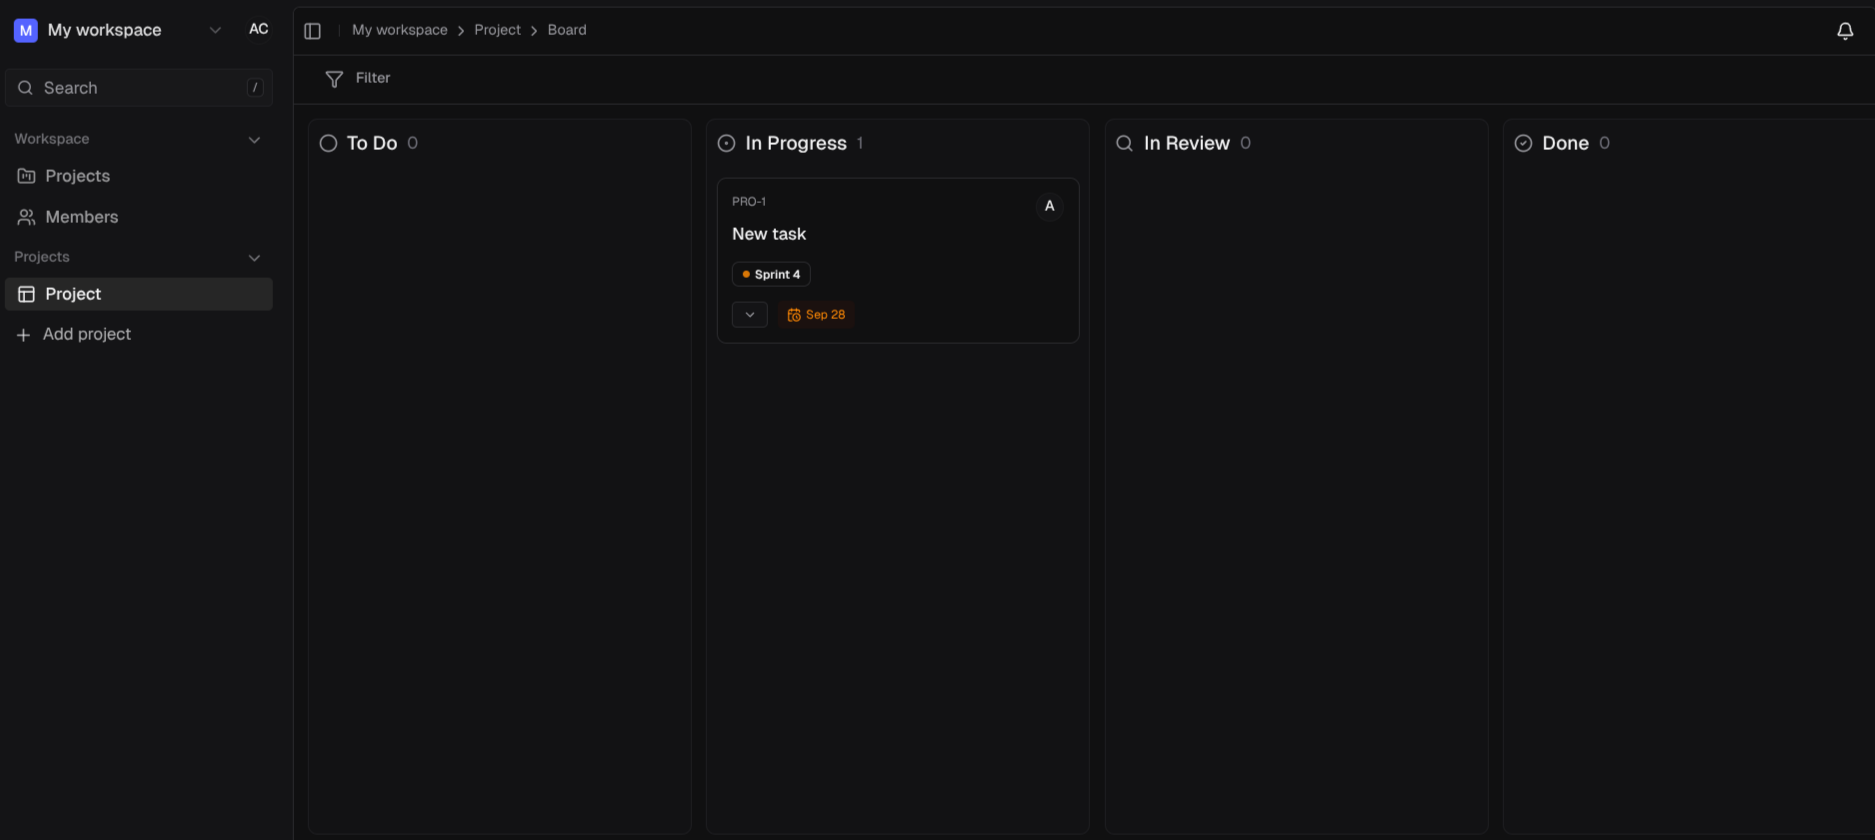 M My workspace AC
Search /
Workspace
Projects
Members
Projects
Project
Add project
My workspace > Project > Board
Filter
To Do 0
In Progress 1
PRO-1 A
New task
Sprint 4
Sep 28
In Review 0
Done 0